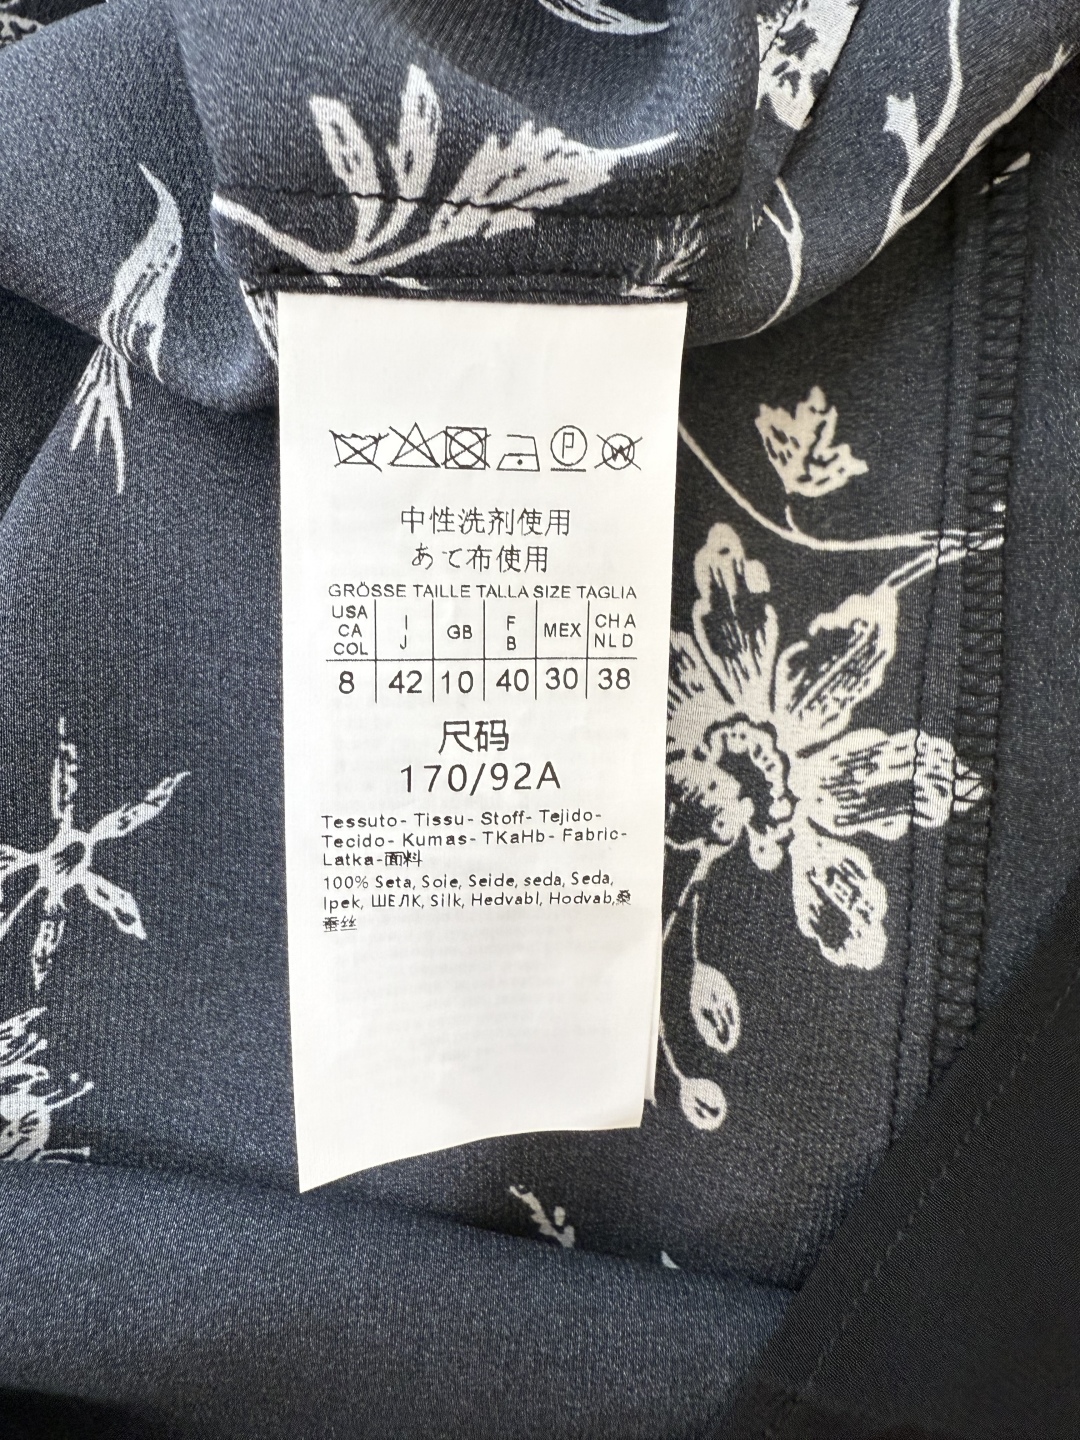 中性洗剂使用
あて布使用
GRÖSSE TAILLE TALLA SIZE TAGLIA
USA CA COL | I J | GB | F B | MEX | CH A NL D
8 | 42 | 10 | 40 | 30 | 38
尺码
170/92A
Tessuto- Tissu- Stoff- Tejido-
Tecido- Kumas- TKaHb- Fabric-
Latka-面料
100% Seta, Soie, Seide, seda, Seda,
Ipek, ШЕЛК, Silk, Hedvabl, Hodvab,桑
蚕丝